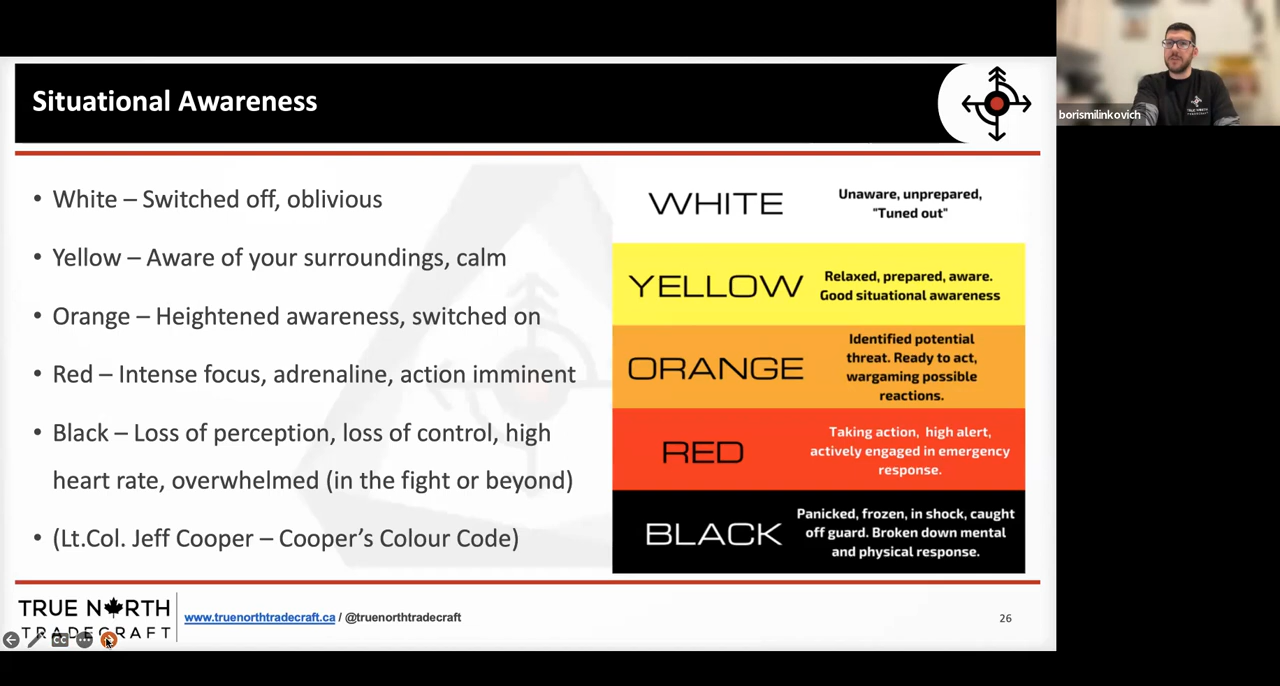 Situational Awareness
borismilinkovich
• White – Switched off, oblivious
• Yellow – Aware of your surroundings, calm
• Orange – Heightened awareness, switched on
• Red – Intense focus, adrenaline, action imminent
• Black – Loss of perception, loss of control, high
heart rate, overwhelmed (in the fight or beyond)
• (Lt.Col. Jeff Cooper – Cooper’s Colour Code)
WHITE
Unaware, unprepared,
"Tuned out"
YELLOW
Relaxed, prepared, aware.
Good situational awareness
ORANGE
Identified potential
threat. Ready to act,
wargaming possible
reactions.
RED
Taking action, high alert,
actively engaged in emergency
response.
BLACK
Panicked, frozen, in shock, caught
off guard. Broken down mental
and physical response.
TRUE NORTH
TRADECRAFT
www.truenorthtradecraft.ca / @truenorthtradecraft
26
CC
TRUE NORTH
TRADECRAFT